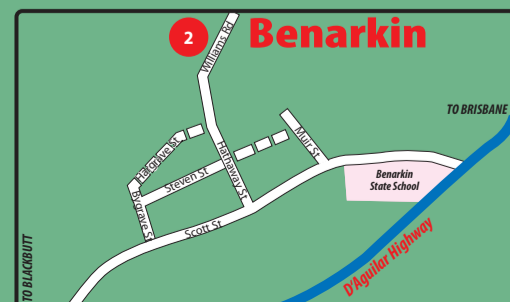 2
Benarkin
Williams Rd
TO BRISBANE
Hargrave St
Muir St
Hathawry St
Steven St
Benarkin
State School
Bygrave St
Scott St
D'Aguilar Highway
TO BLACKBUTT